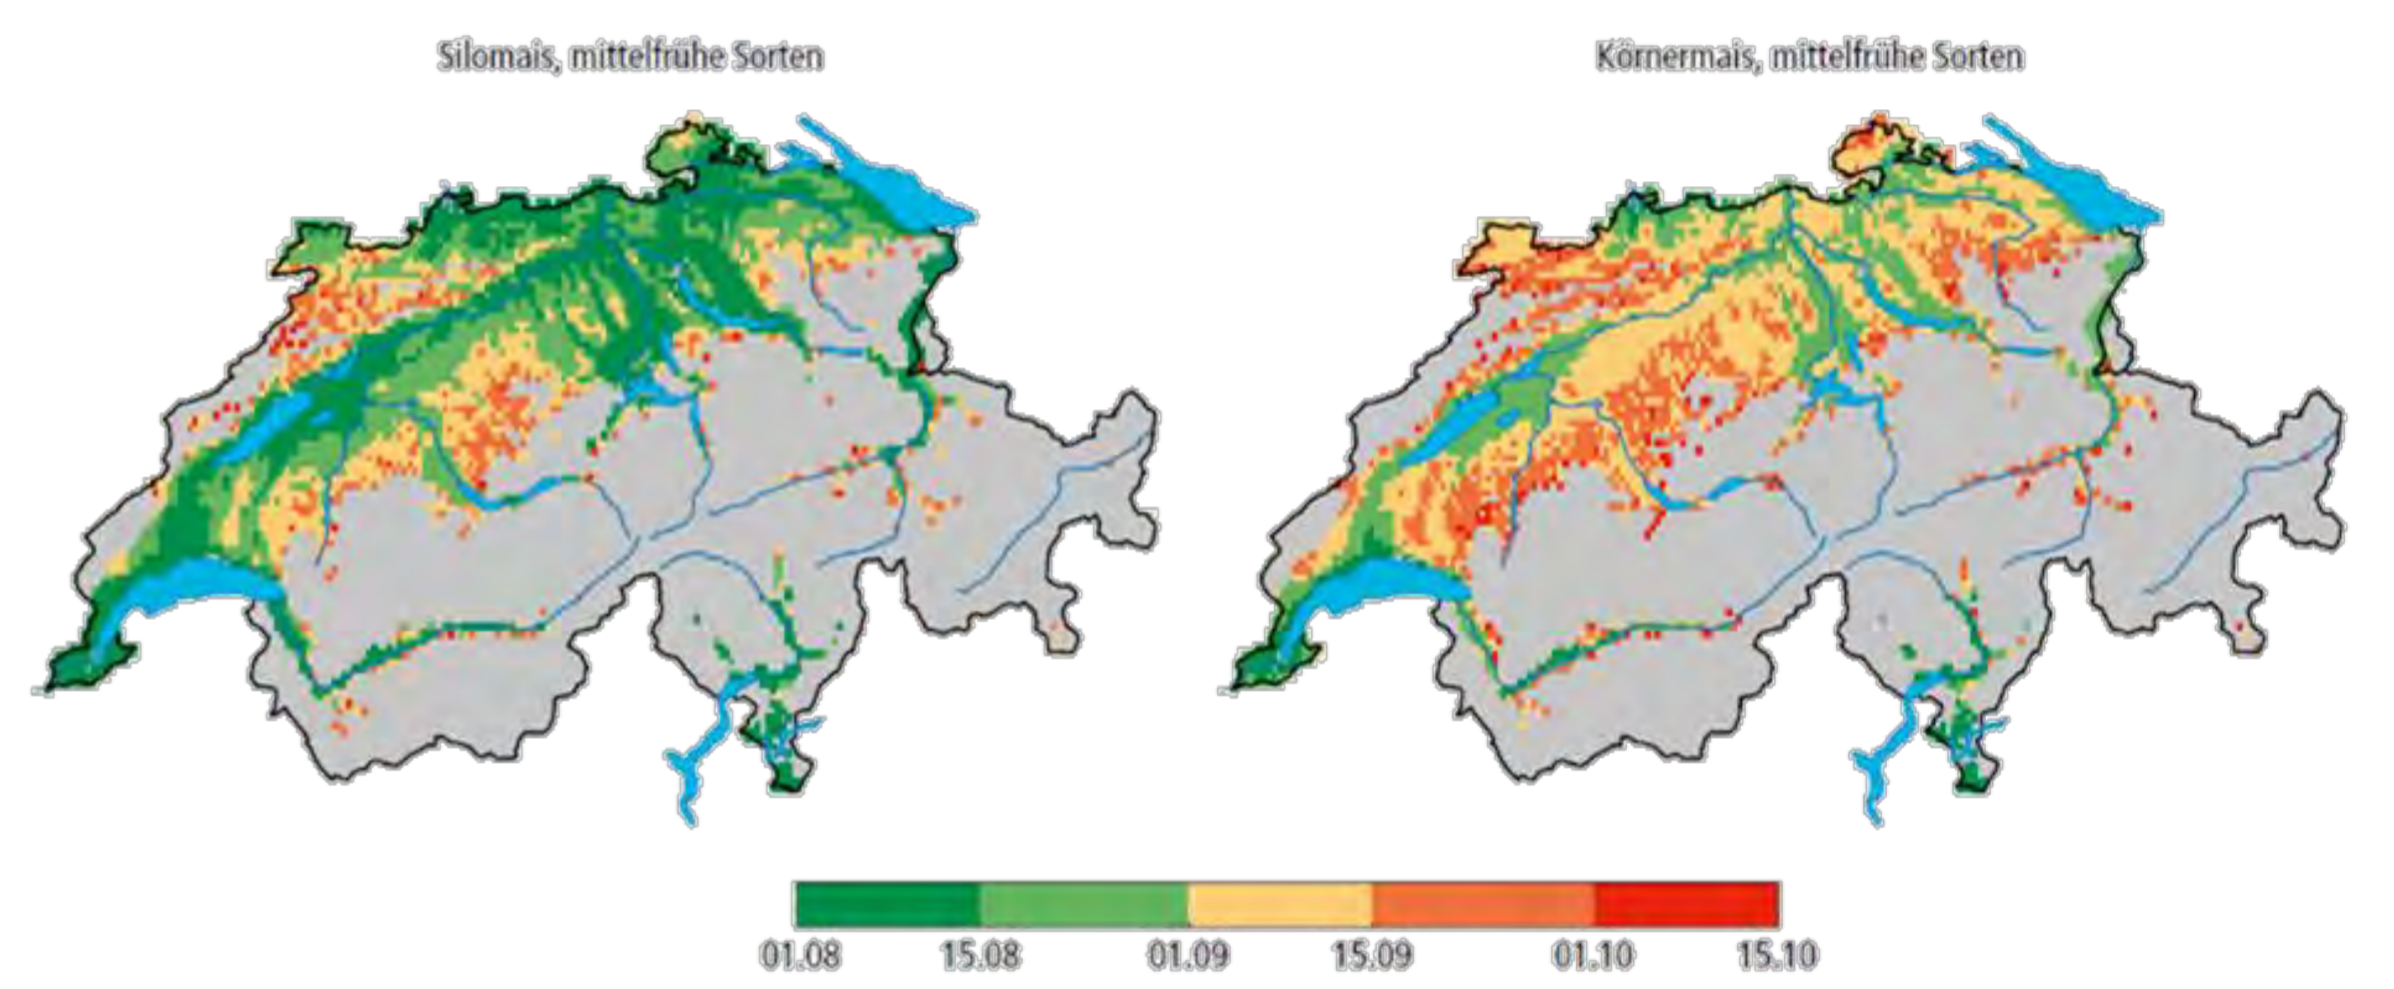 Silomais, mittelfrühe Sorten
Körnermais, mittelfrühe Sorten
01.08 15.08 01.09 15.09 01.10 15.10